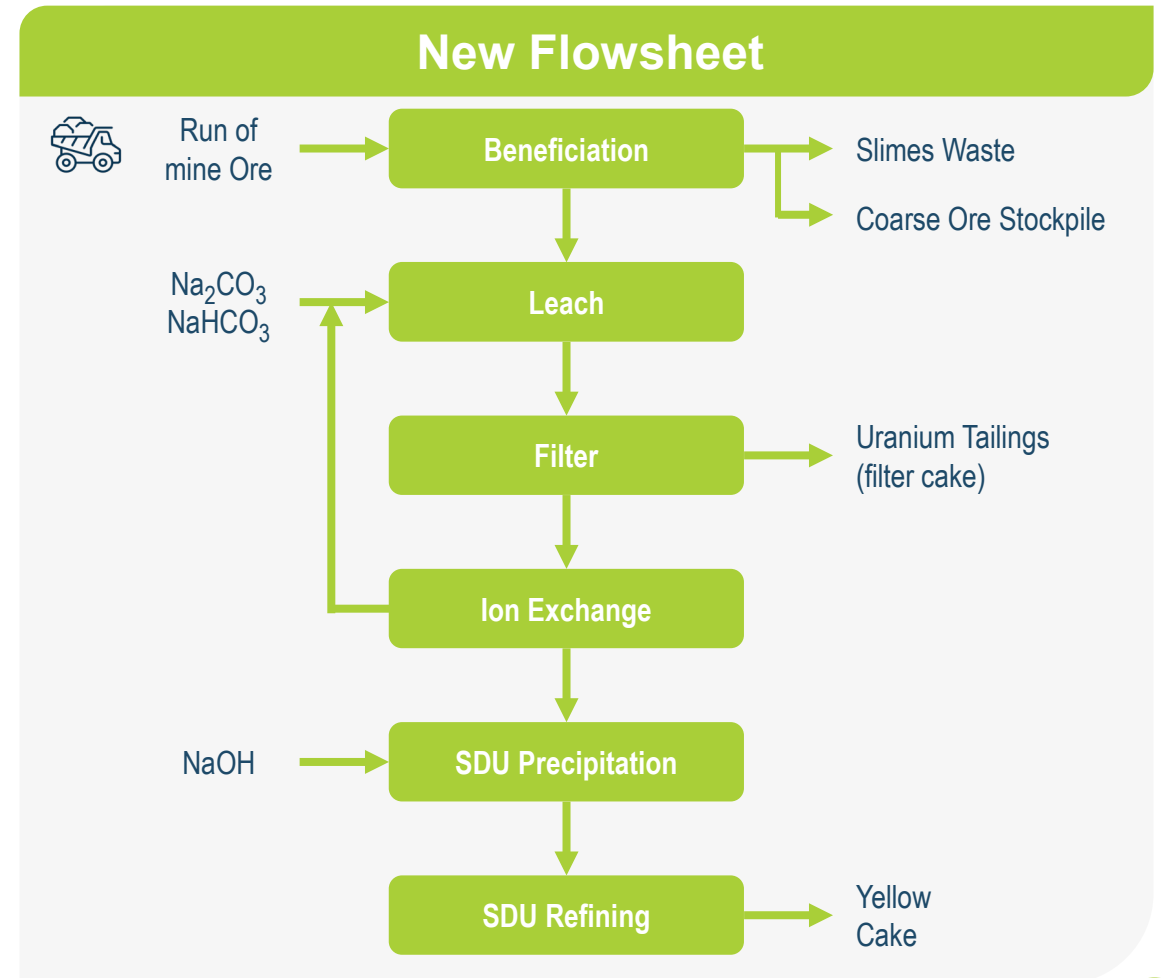 New Flowsheet
Run of
mine Ore
Beneficiation
Slimes Waste
Coarse Ore Stockpile
Na₂CO₃
NaHCO₃
Leach
Filter
Uranium Tailings
(filter cake)
Ion Exchange
NaOH
SDU Precipitation
SDU Refining
Yellow
Cake